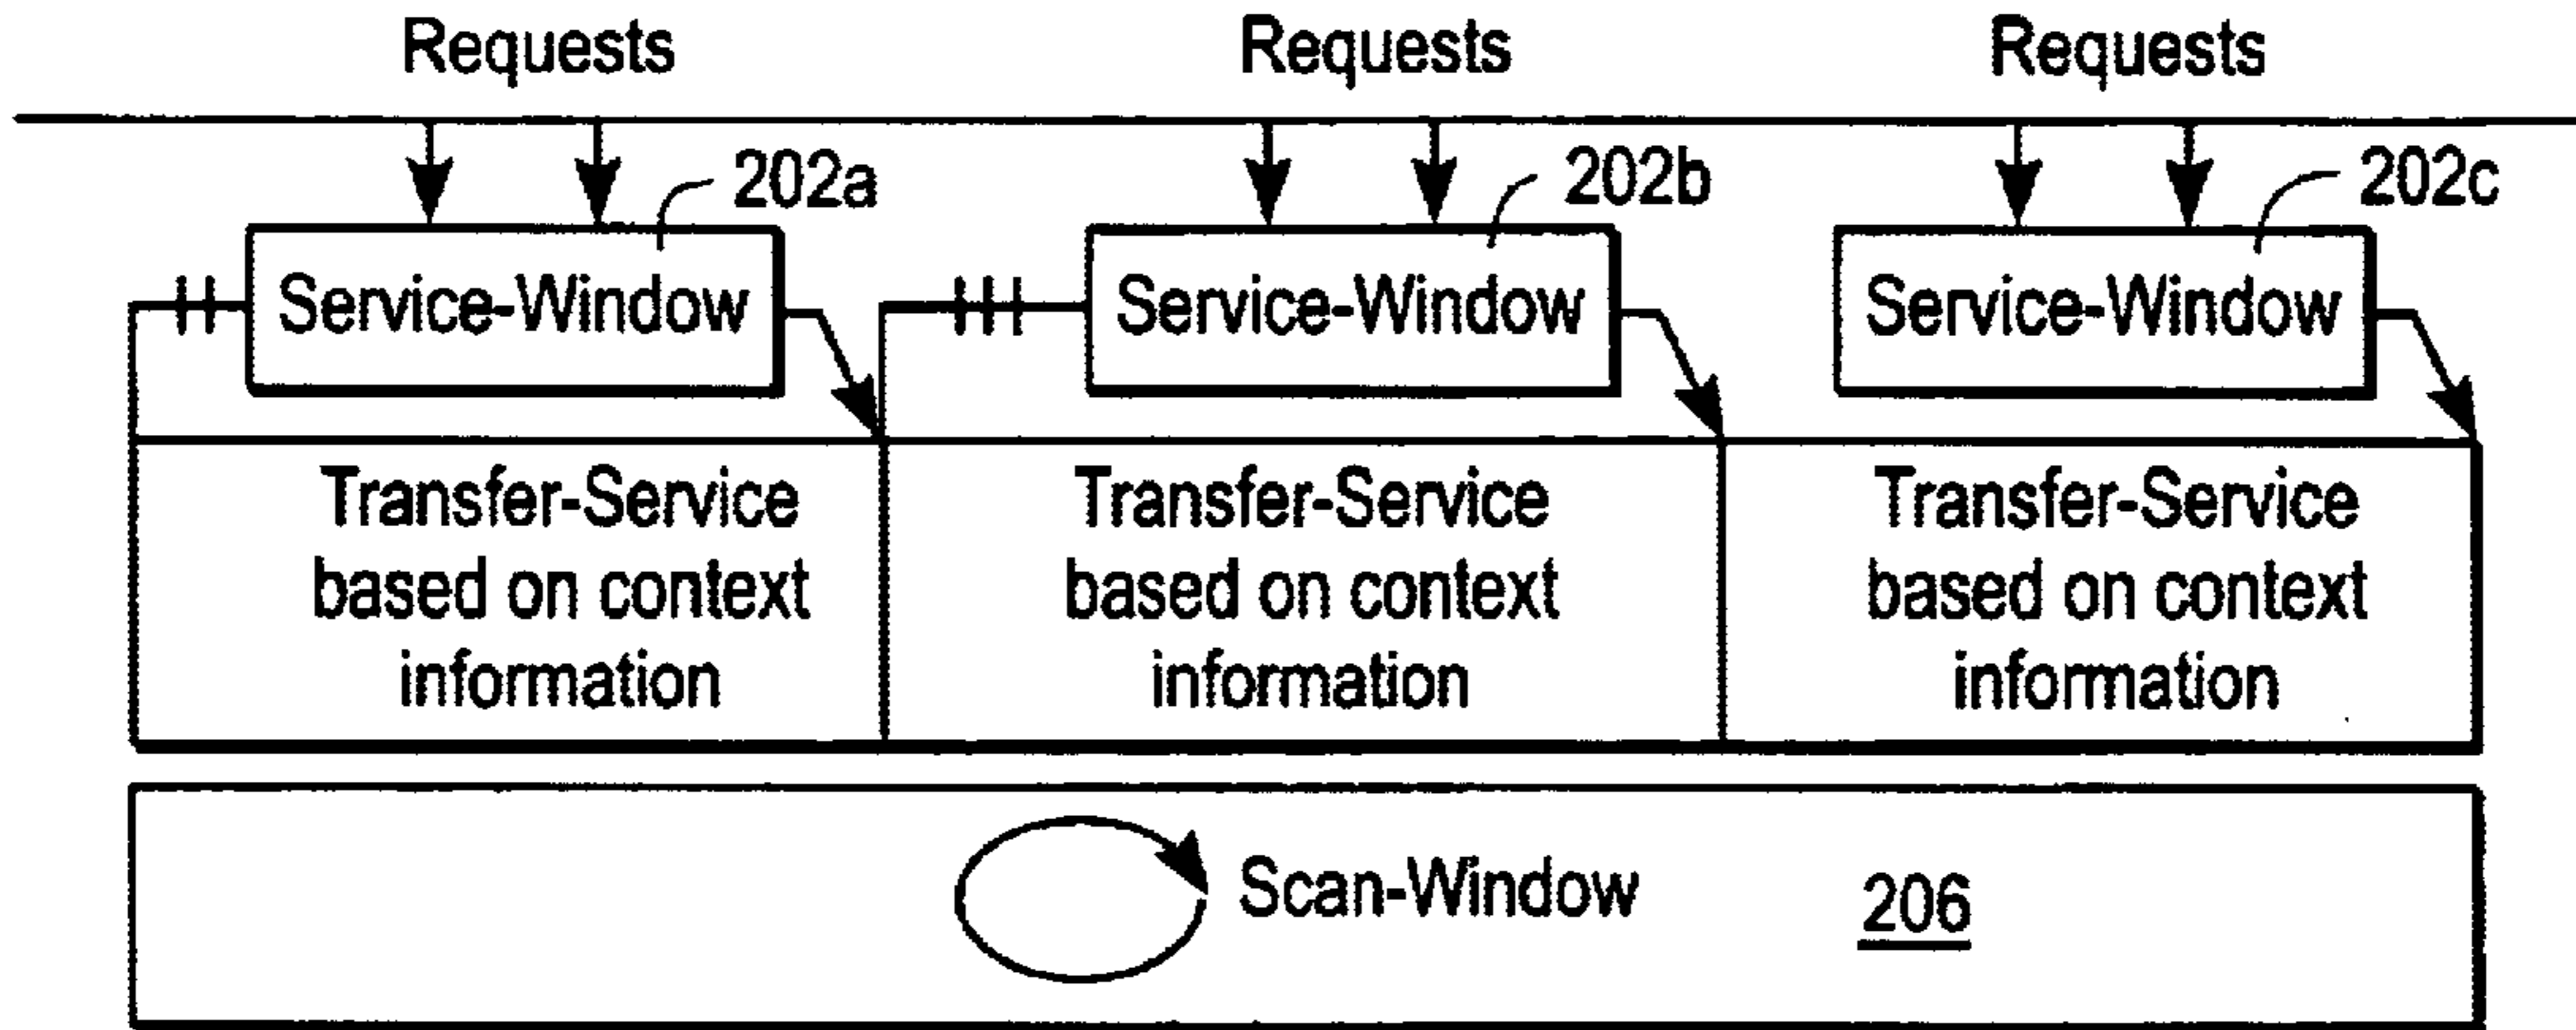 Requests Requests Requests
202a 202b 202c
Service-Window Service-Window Service-Window
Transfer-Service Transfer-Service Transfer-Service
based on context based on context based on context
information information information
Scan-Window 206